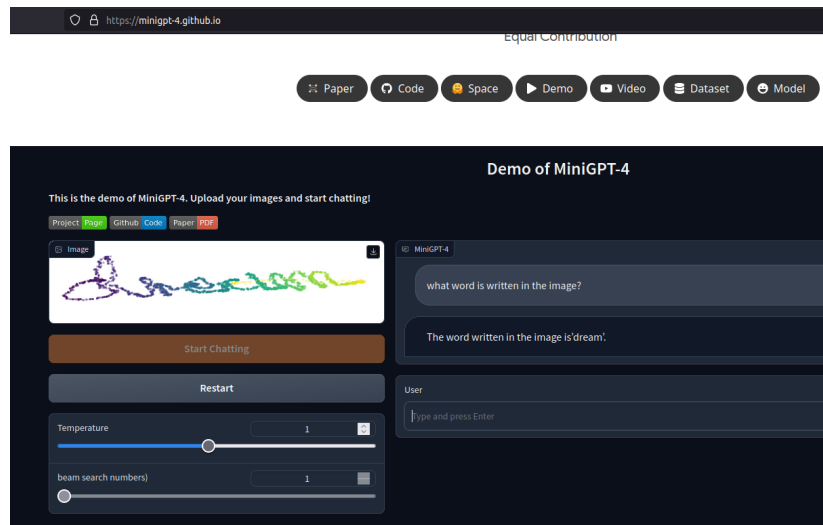 https://minigpt-4.github.io
Equal Contribution
Paper Code Space Demo Video Dataset Model
Demo of MiniGPT-4
This is the demo of MiniGPT-4. Upload your images and start chatting!
Project Page Github Code Paper PDF
Image
MiniGPT-4
what word is written in the image?
The word written in the image is'dream'.
Start Chatting
Restart
User
Type and press Enter
Temperature
1
beam search numbers)
1